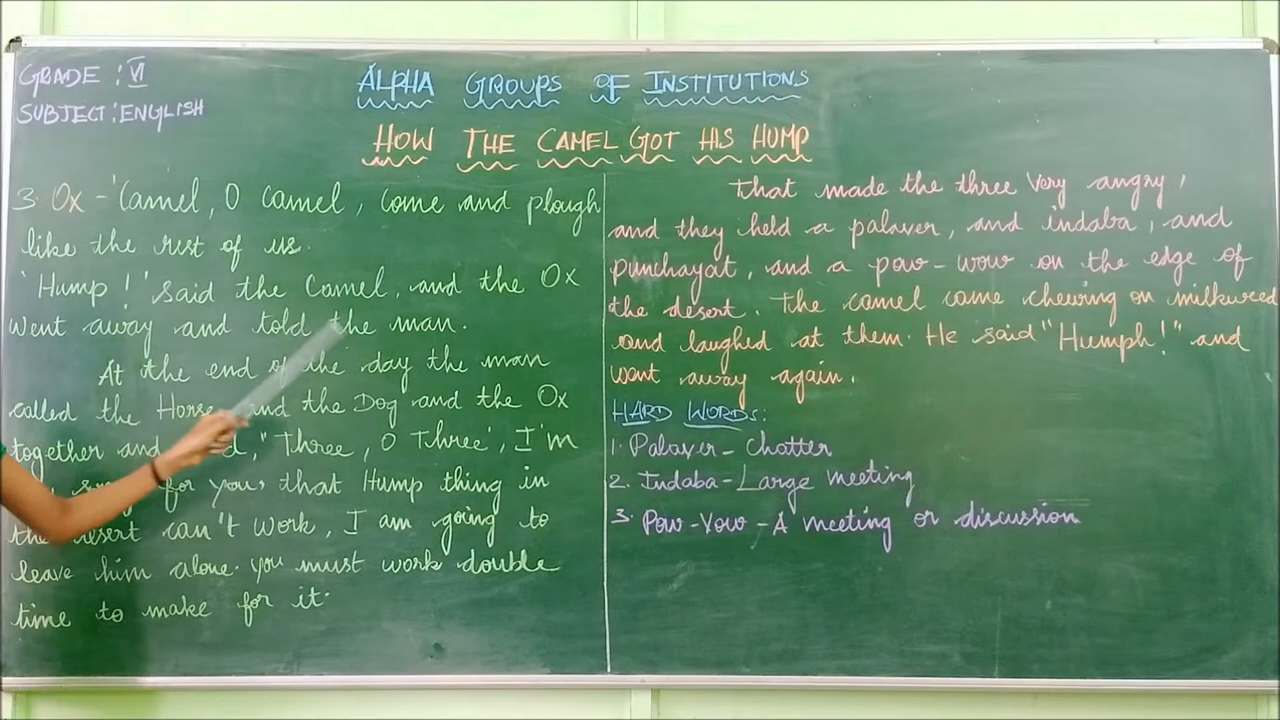 GRADE : VI
SUBJECT : ENGLISH
ALPHA GROUPS OF INSTITUTIONS
HOW THE CAMEL GOT HIS HUMP
3. Ox - 'Camel, O Camel, come and plough
like the rest of us.
'Hump!' said the Camel, and the Ox
went away and told the man.
At the end of the day the man
called the Horse and the Dog and the Ox
together and "Three, O Three', I'm
for you, that Hump thing in
the desert can't work, I am going to
leave him alone. you must work double
time to make for it.
that made the three very angry,
and they held a palaver, and indaba, and
punchayat, and a pow-wow on the edge of
the desert. The camel came chewing on milkweed
and laughed at them. He said "Humph!" and
went away again.
HARD WORDS:
1. Palaver - Chatter
2. Indaba - Large meeting
3. Pow-Vow - A meeting or discussion